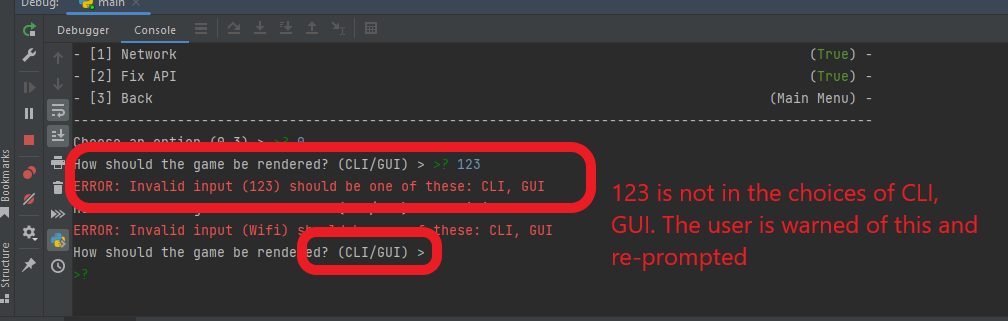 Debug: main
Debugger Console
- [1] Network (True) -
- [2] Fix API (True) -
- [3] Back (Main Menu) -
--------------------------------------------------------------------------------
Choose an option (0-3) > >? 0
How should the game be rendered? (CLI/GUI) > >? 123
ERROR: Invalid input (123) should be one of these: CLI, GUI
ERROR: Invalid input (Wifi) should be one of these: CLI, GUI
How should the game be rendered? (CLI/GUI) >
>?
123 is not in the choices of CLI,
GUI. The user is warned of this and
re-prompted
Bookmarks
Structure